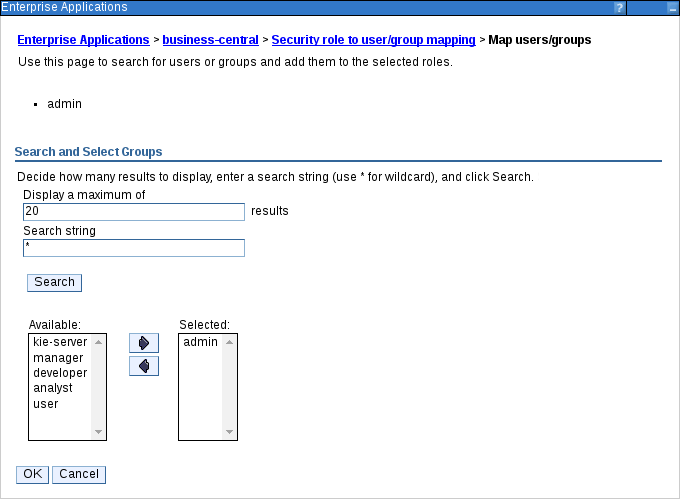 Enterprise Applications ? _
Enterprise Applications > business-central > Security role to user/group mapping > Map users/groups
Use this page to search for users or groups and add them to the selected roles.
▪ admin
Search and Select Groups
Decide how many results to display, enter a search string (use * for wildcard), and click Search.
Display a maximum of
20 results
Search string
*
Search
Available:
kie-server
manager
developer
analyst
user
Selected:
admin
OK Cancel